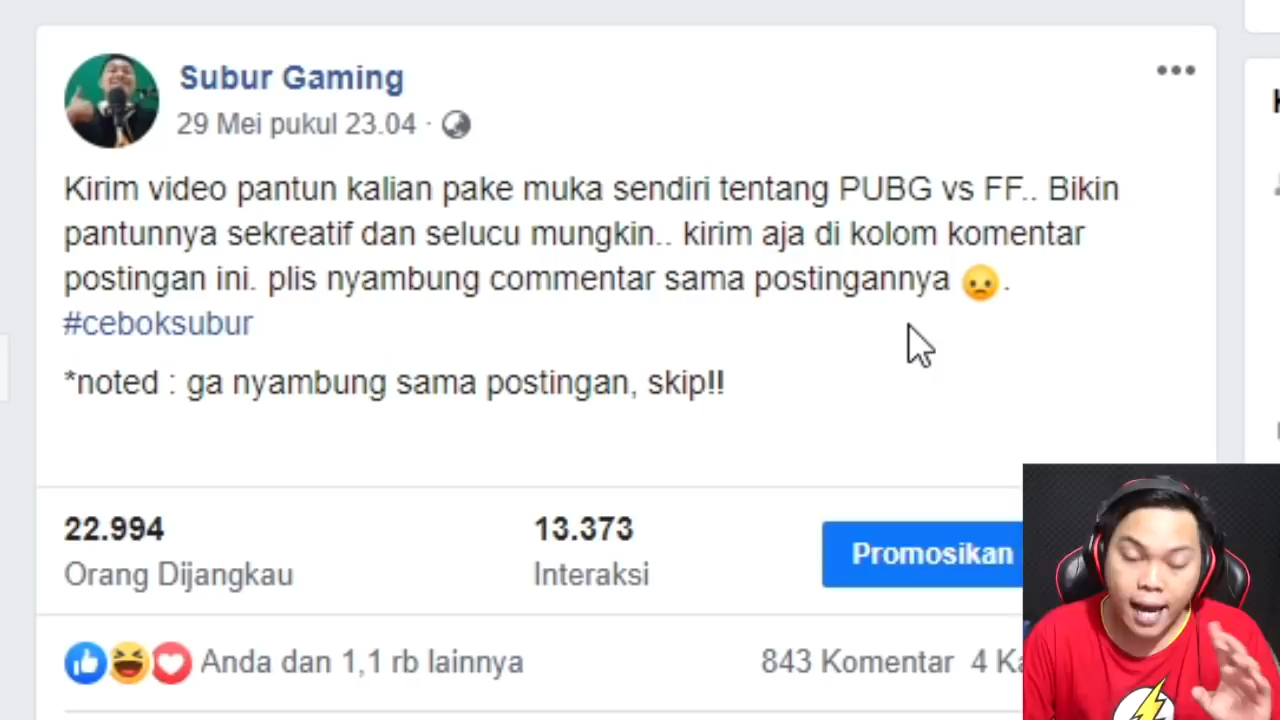 Subur Gaming
29 Mei pukul 23.04 ·
Kirim video pantun kalian pake muka sendiri tentang PUBG vs FF.. Bikin
pantunnya sekreatif dan selucu mungkin.. kirim aja di kolom komentar
postingan ini. plis nyambung commentar sama postingannya 😡.
#ceboksubur
*noted : ga nyambung sama postingan, skip!!
22.994
Orang Dijangkau
13.373
Interaksi
Promosikan
Anda dan 1,1 rb lainnya
843 Komentar 4 Ka